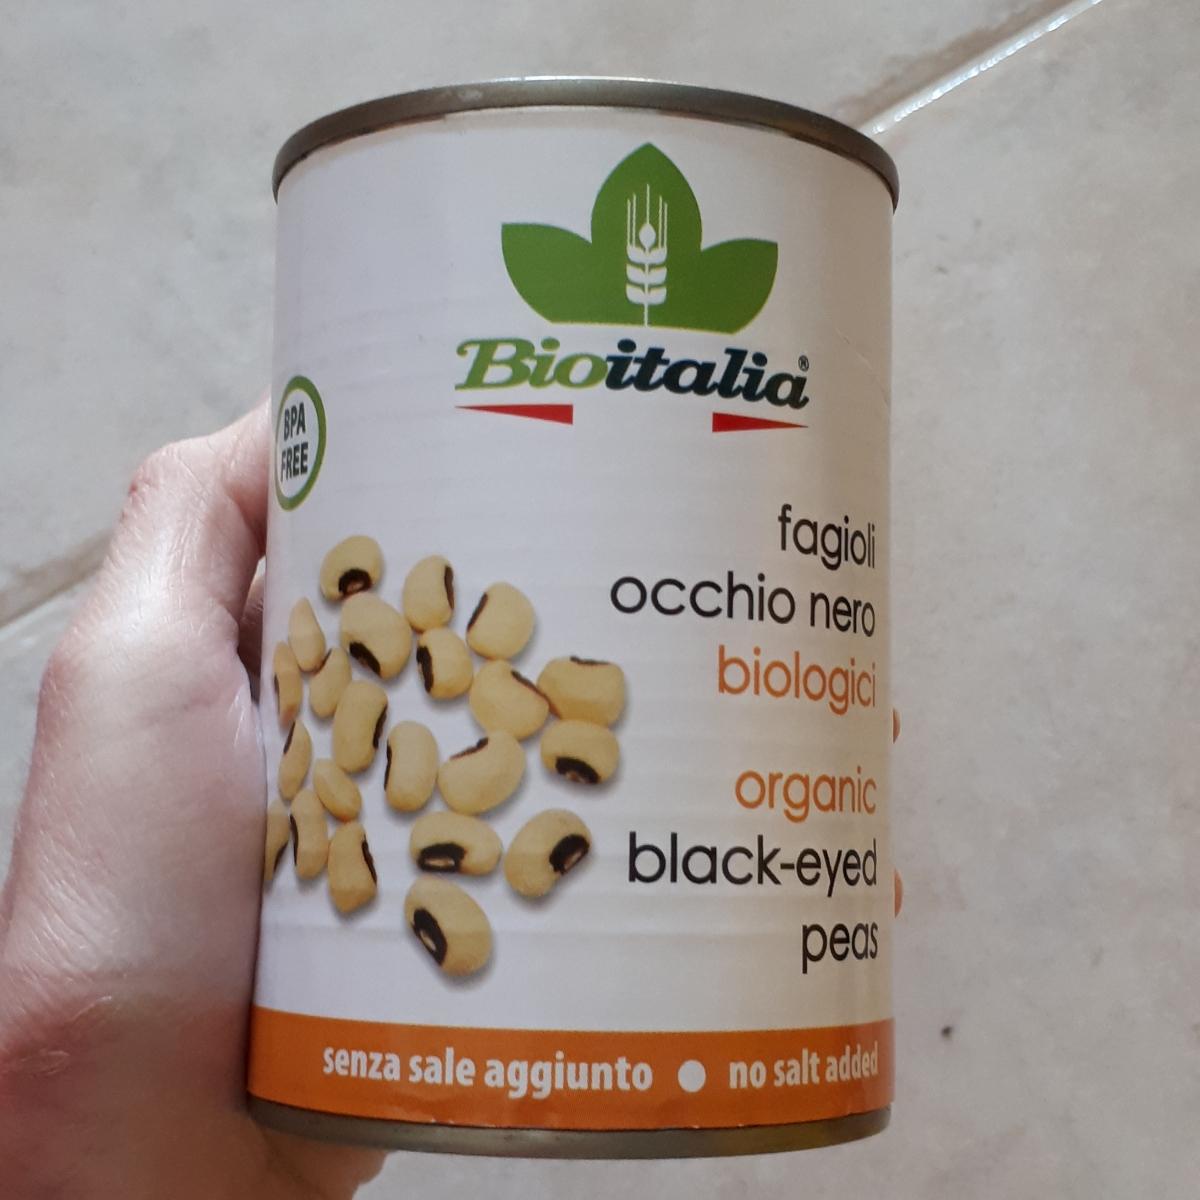 Bioitalia®
BPA
FREE
fagioli
occhio nero
biologici
organic
black-eyed
peas
senza sale aggiunto ● no salt added